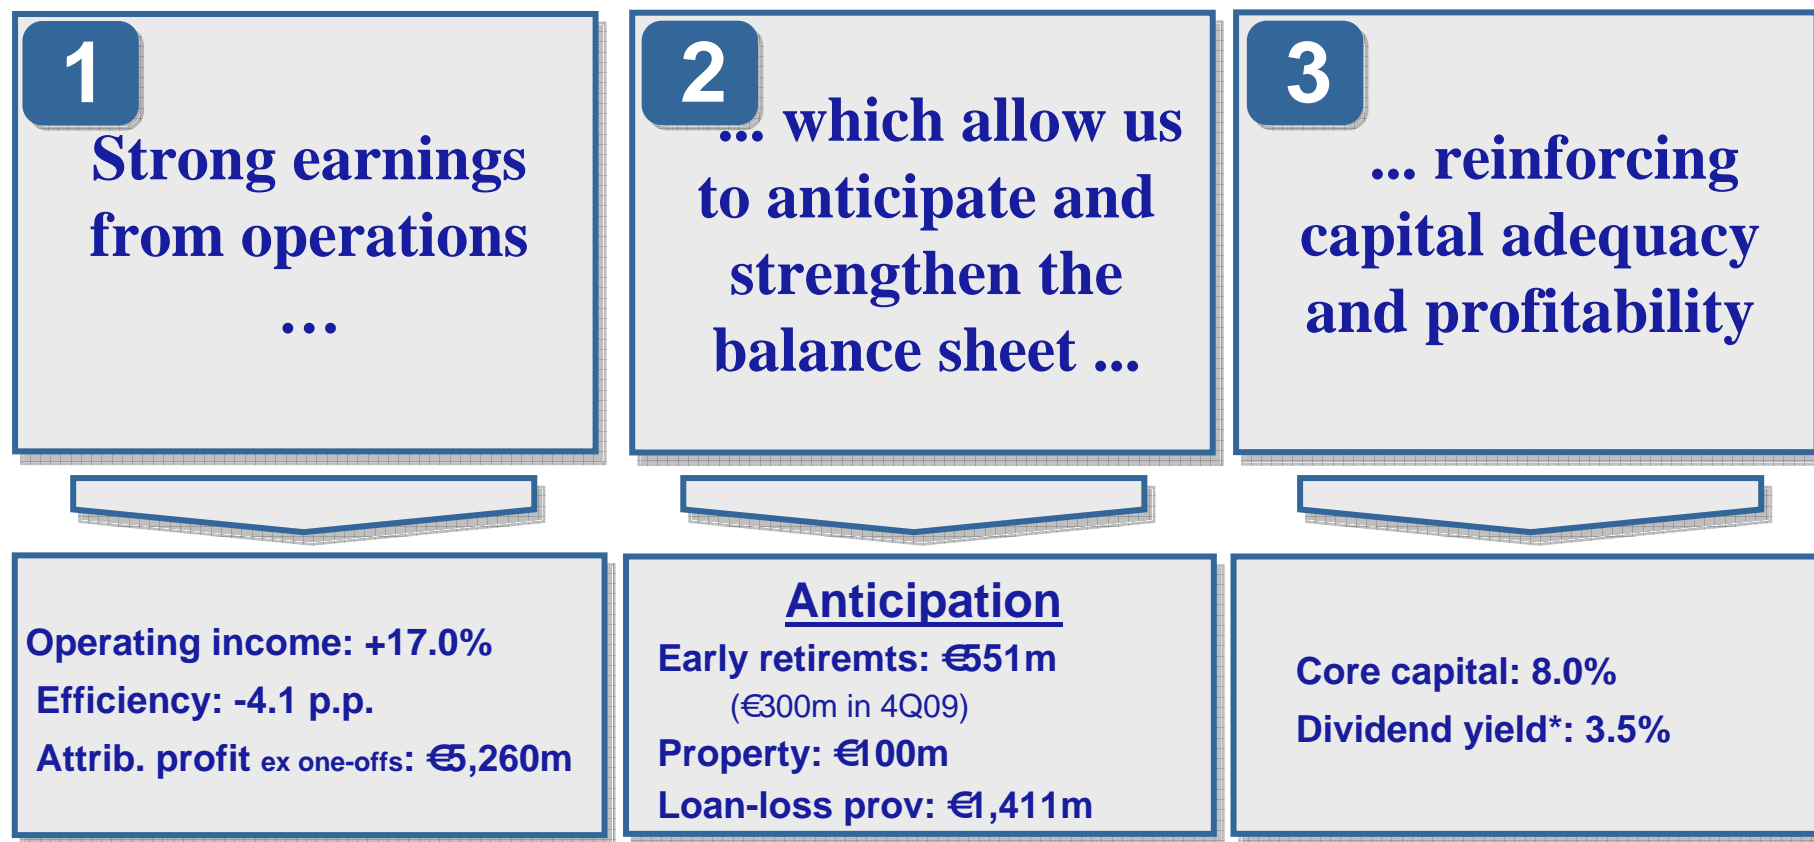 1
Strong earnings
from operations
...
2
... which allow us
to anticipate and
strengthen the
balance sheet ...
3
... reinforcing
capital adequacy
and profitability
Operating income: +17.0%
Efficiency: -4.1 p.p.
Attrib. profit ex one-offs: €5,260m
Anticipation
Early retiremts: €551m
(€300m in 4Q09)
Property: €100m
Loan-loss prov: €1,411m
Core capital: 8.0%
Dividend yield*: 3.5%